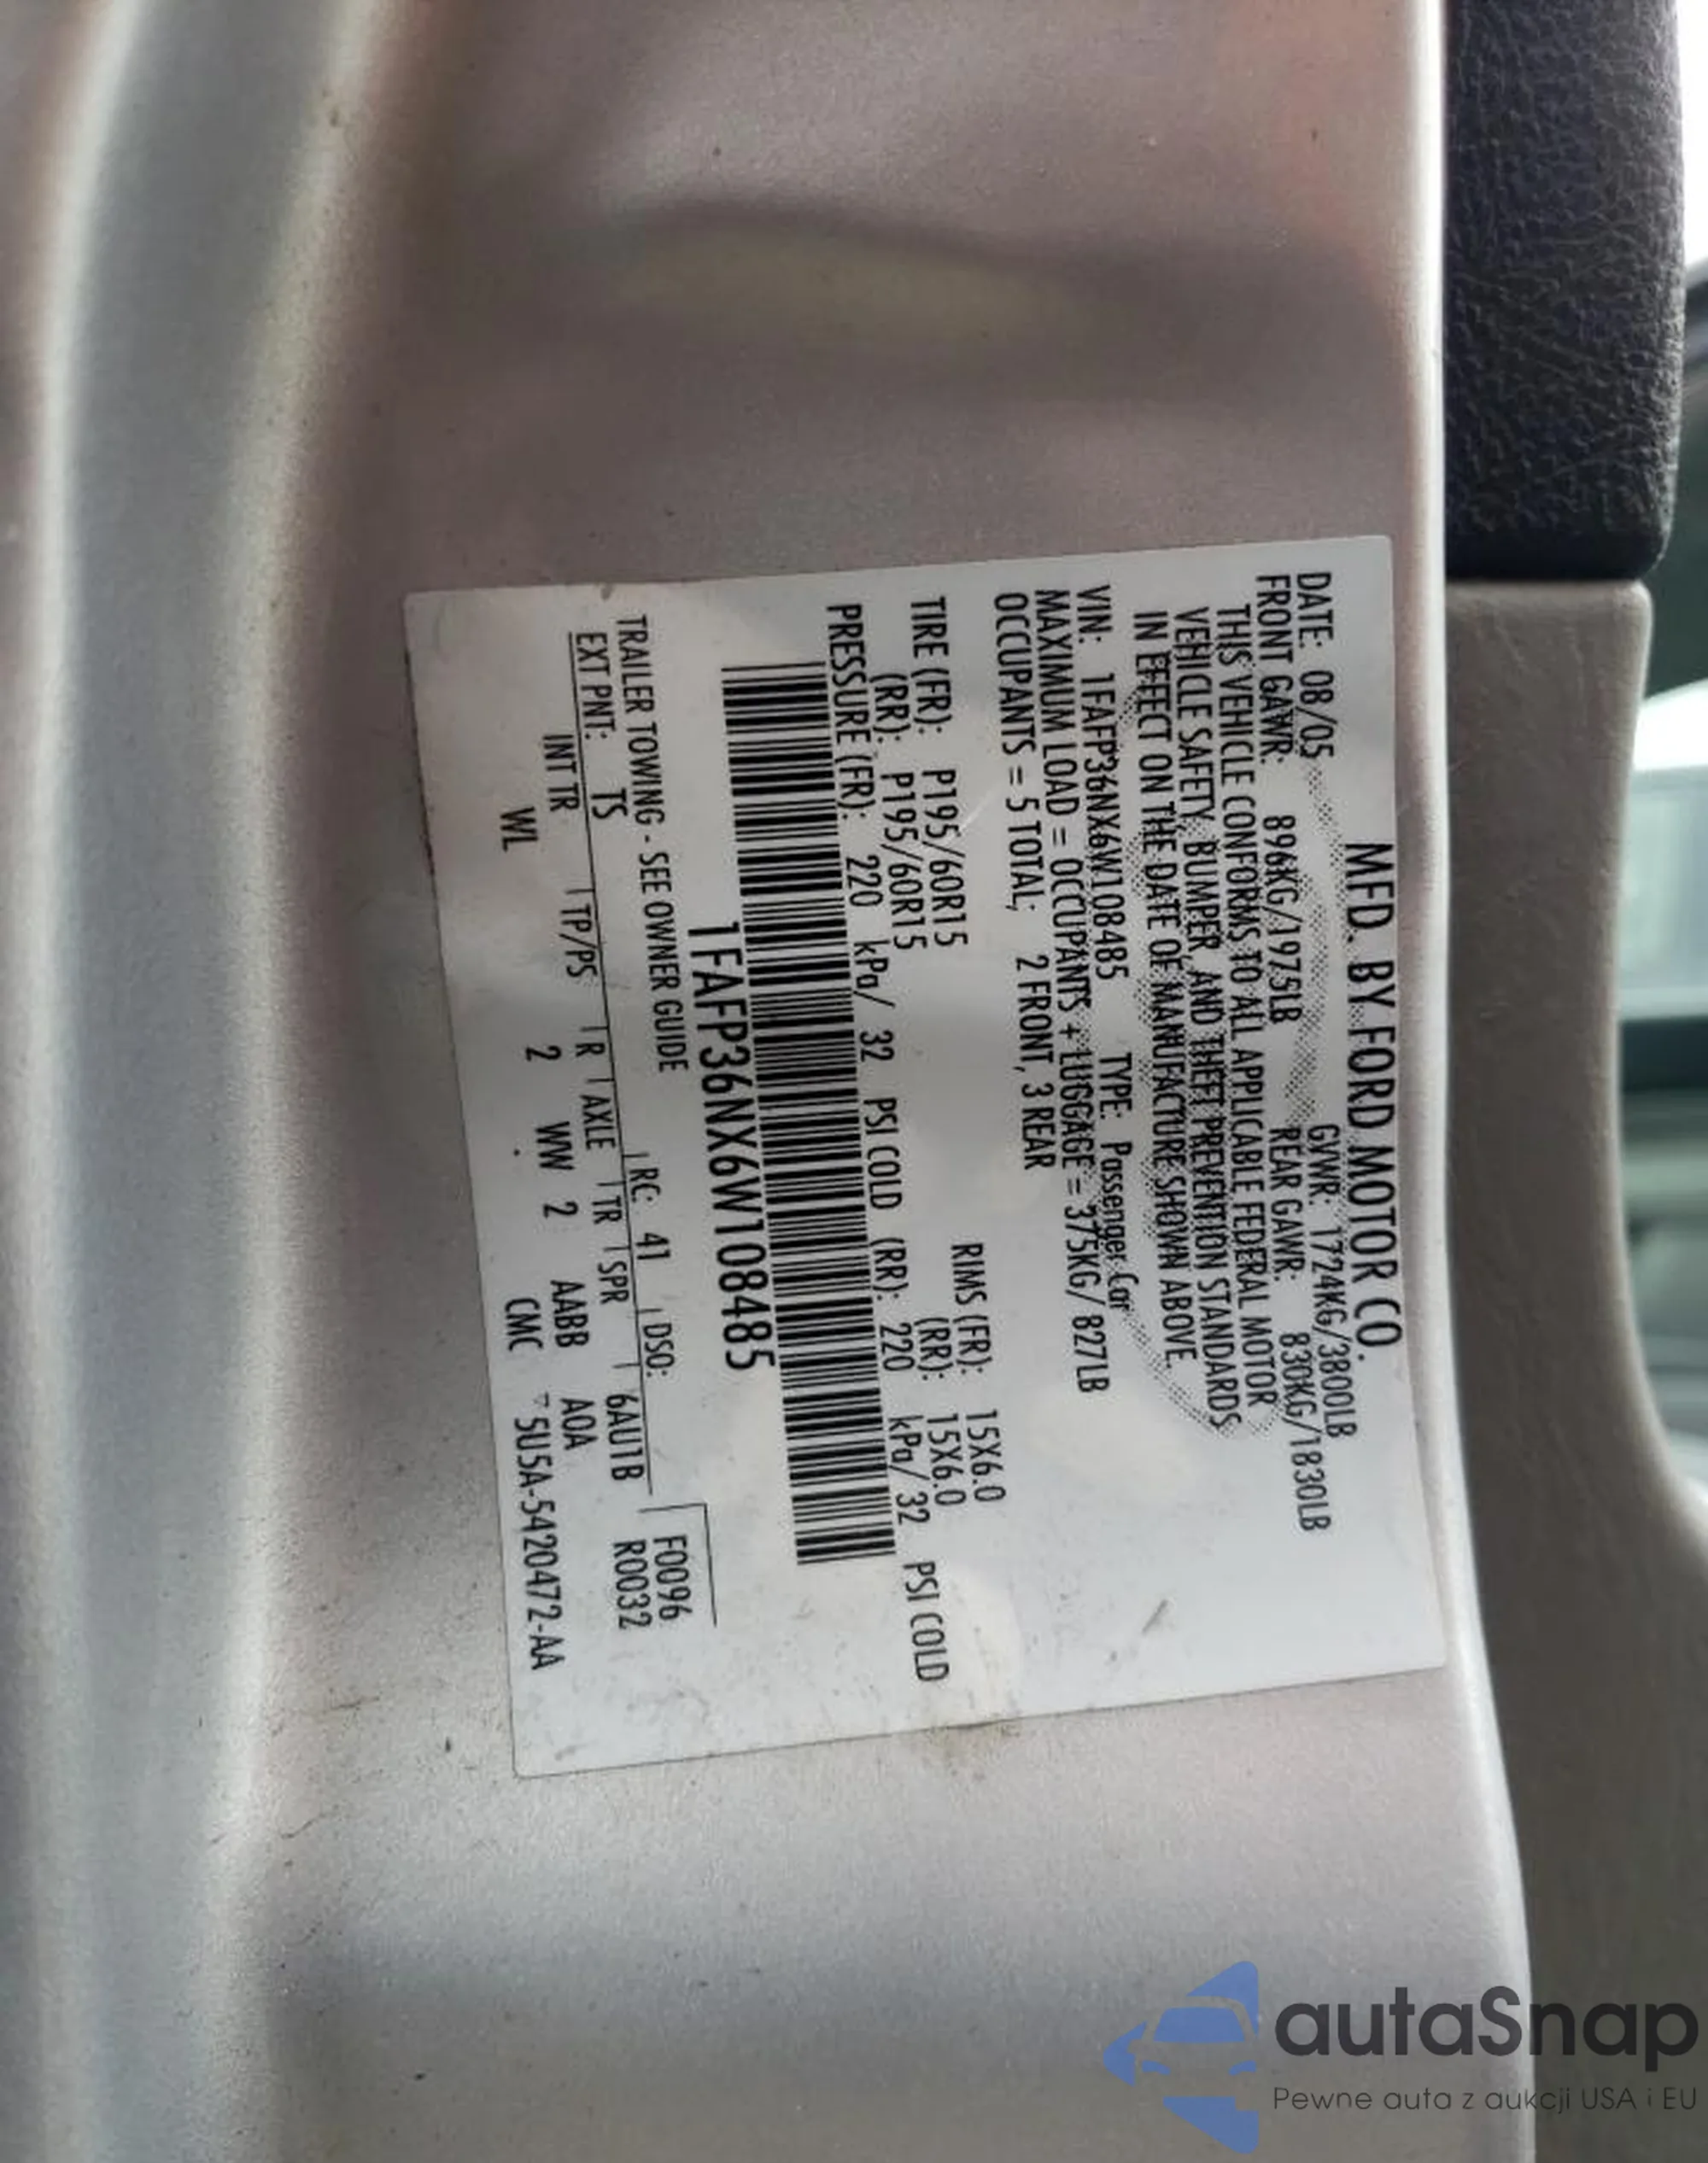 MFD. BY FORD MOTOR CO.
DATE: 08/05 GVWR: 1724KG/3800LB
FRONT GAWR: 896KG/1975LB REAR GAWR: 830KG/1830LB
THIS VEHICLE CONFORMS TO ALL APPLICABLE FEDERAL MOTOR
VEHICLE SAFETY, BUMPER, AND THEFT PREVENTION STANDARDS
IN EFFECT ON THE DATE OF MANUFACTURE SHOWN ABOVE.
VIN: 1FAFP36NX6W108485 TYPE: Passenger Car
MAXIMUM LOAD = OCCUPANTS + LUGGAGE = 375KG/ 827LB
OCCUPANTS = 5 TOTAL; 2 FRONT, 3 REAR
TIRE (FR): P195/60R15 RIMS (FR): 15X6.0
(RR): P195/60R15 (RR): 15X6.0
PRESSURE (FR): 220 kPa/ 32 PSI COLD (RR): 220 kPa/ 32 PSI COLD
1FAFP36NX6W108485
TRAILER TOWING - SEE OWNER GUIDE
F0096
RC: 41 DSO: R0032
EXT PNT: TS
INT TR TP/PS R AXLE TR SPR 6AU1B
WL 2 WW 2 AABB AOA
CMC 5U5A-5420472-AA
autaSnap
Pewne auta z aukcji USA i EU